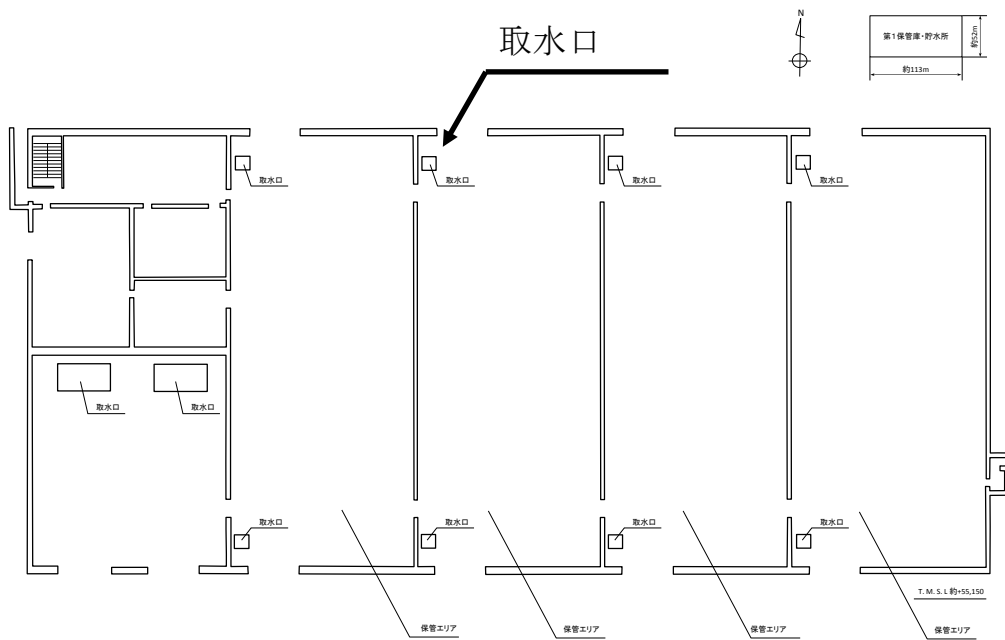 取水口
N
第1保管庫・貯水所
約52m
約113m
取水口
取水口
取水口
取水口
取水口
取水口
取水口
取水口
取水口
取水口
T.M.S.L 約+55,150
保管エリア
保管エリア
保管エリア
保管エリア